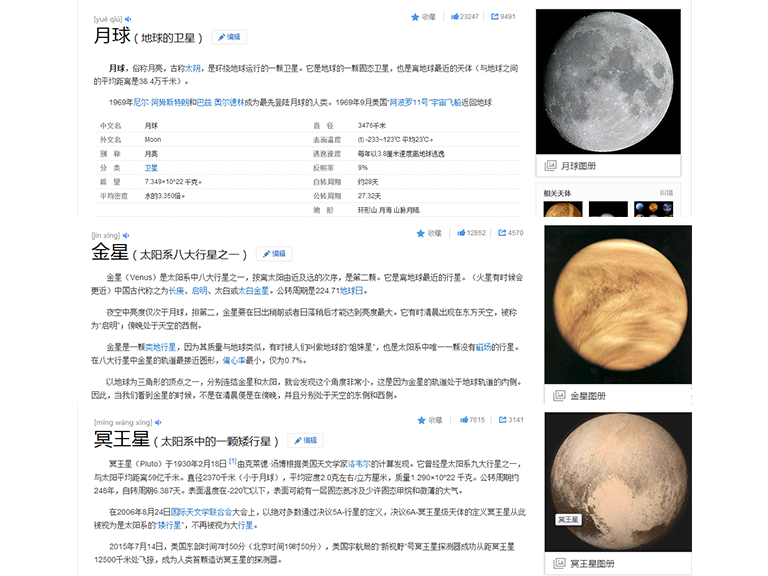 [yuè qiú]
收藏 23247 9491
月球（地球的卫星） 编辑
月球，俗称月亮，古称太阴，是环绕地球运行的一颗卫星。它是地球的一颗固态卫星，也是离地球最近的天体（与地球之间
的平均距离是38.4万千米）。
1969年尼尔·阿姆斯特朗和巴兹·奥尔德林成为最先登陆月球的人类。1969年9月美国“阿波罗11号”宇宙飞船返回地球.
中文名 月球 直 径 3476千米
外文名 Moon 表面温度 -233~123℃ 平均23℃。
别 称 月亮 逃逸速度 每年以3.8厘米速度离地球逃逸
分 类 卫星 反照率 9%
质 量 7.349×10^22 千克。 自转周期 约28天
平均密度 水的3.350倍。 公转周期 27.32天
地 形 环形山 月海 山脉月陆
月球图册
相关天体 纠错
[jīn xīng]
收藏 12852 4570
金星（太阳系八大行星之一） 编辑
金星（Venus）是太阳系中八大行星之一，按离太阳由近及远的次序，是第二颗。它是离地球最近的行星。（火星有时候会
更近）中国古代称之为长庚、启明、太白或太白金星。公转周期是224.71地球日。
夜空中亮度仅次于月球，排第二，金星要在日出稍前或者日落稍后才能达到亮度最大。它有时清晨出现在东方天空，被称
为“启明”；傍晚处于天空的西侧。
金星是一颗类地行星，因为其质量与地球类似，有时被人们叫做地球的“姐妹星”，也是太阳系中唯一一颗没有磁场的行星。
在八大行星中金星的轨道最接近圆形，偏心率最小，仅为0.7%。
以地球为三角形的顶点之一，分别连结金星和太阳，就会发现这个角度非常小，这是因为金星的轨道处于地球轨道的内侧。
因此，当我们看到金星的时候，不是在清晨便是在傍晚，并且分别处于天空的东侧和西侧。
金星图册
[míng wáng xīng]
收藏 7615 3141
冥王星（太阳系中的一颗矮行星） 编辑
冥王星（Pluto）于1930年2月18日 [1]由克莱德·汤博根据美国天文学家洛韦尔的计算发现。它曾经是太阳系九大行星之一，
与太阳平均距离59亿千米。直径2370千米（小于月球），平均密度2.0克左右/立方厘米，质量1.290×10^22 千克。公转周期约
248年，自转周期6.387天。表面温度在-220℃以下，表面可能有一层固态氮冰及少许固态甲烷和微薄的大气。
在2006年8月24日国际天文学联合会大会上，以绝对多数通过决议5A-行星的定义，决议6A-冥王星级天体的定义冥王星从此
被视为是太阳系的“矮行星”，不再被视为大行星。
2015年7月14日，美国东部时间7时50分（北京时间19时50分），美国宇航局的“新视野”号冥王星探测器成功从距冥王星
12500千米处飞掠，成为人类首颗造访冥王星的探测器。
冥王星
冥王星图册